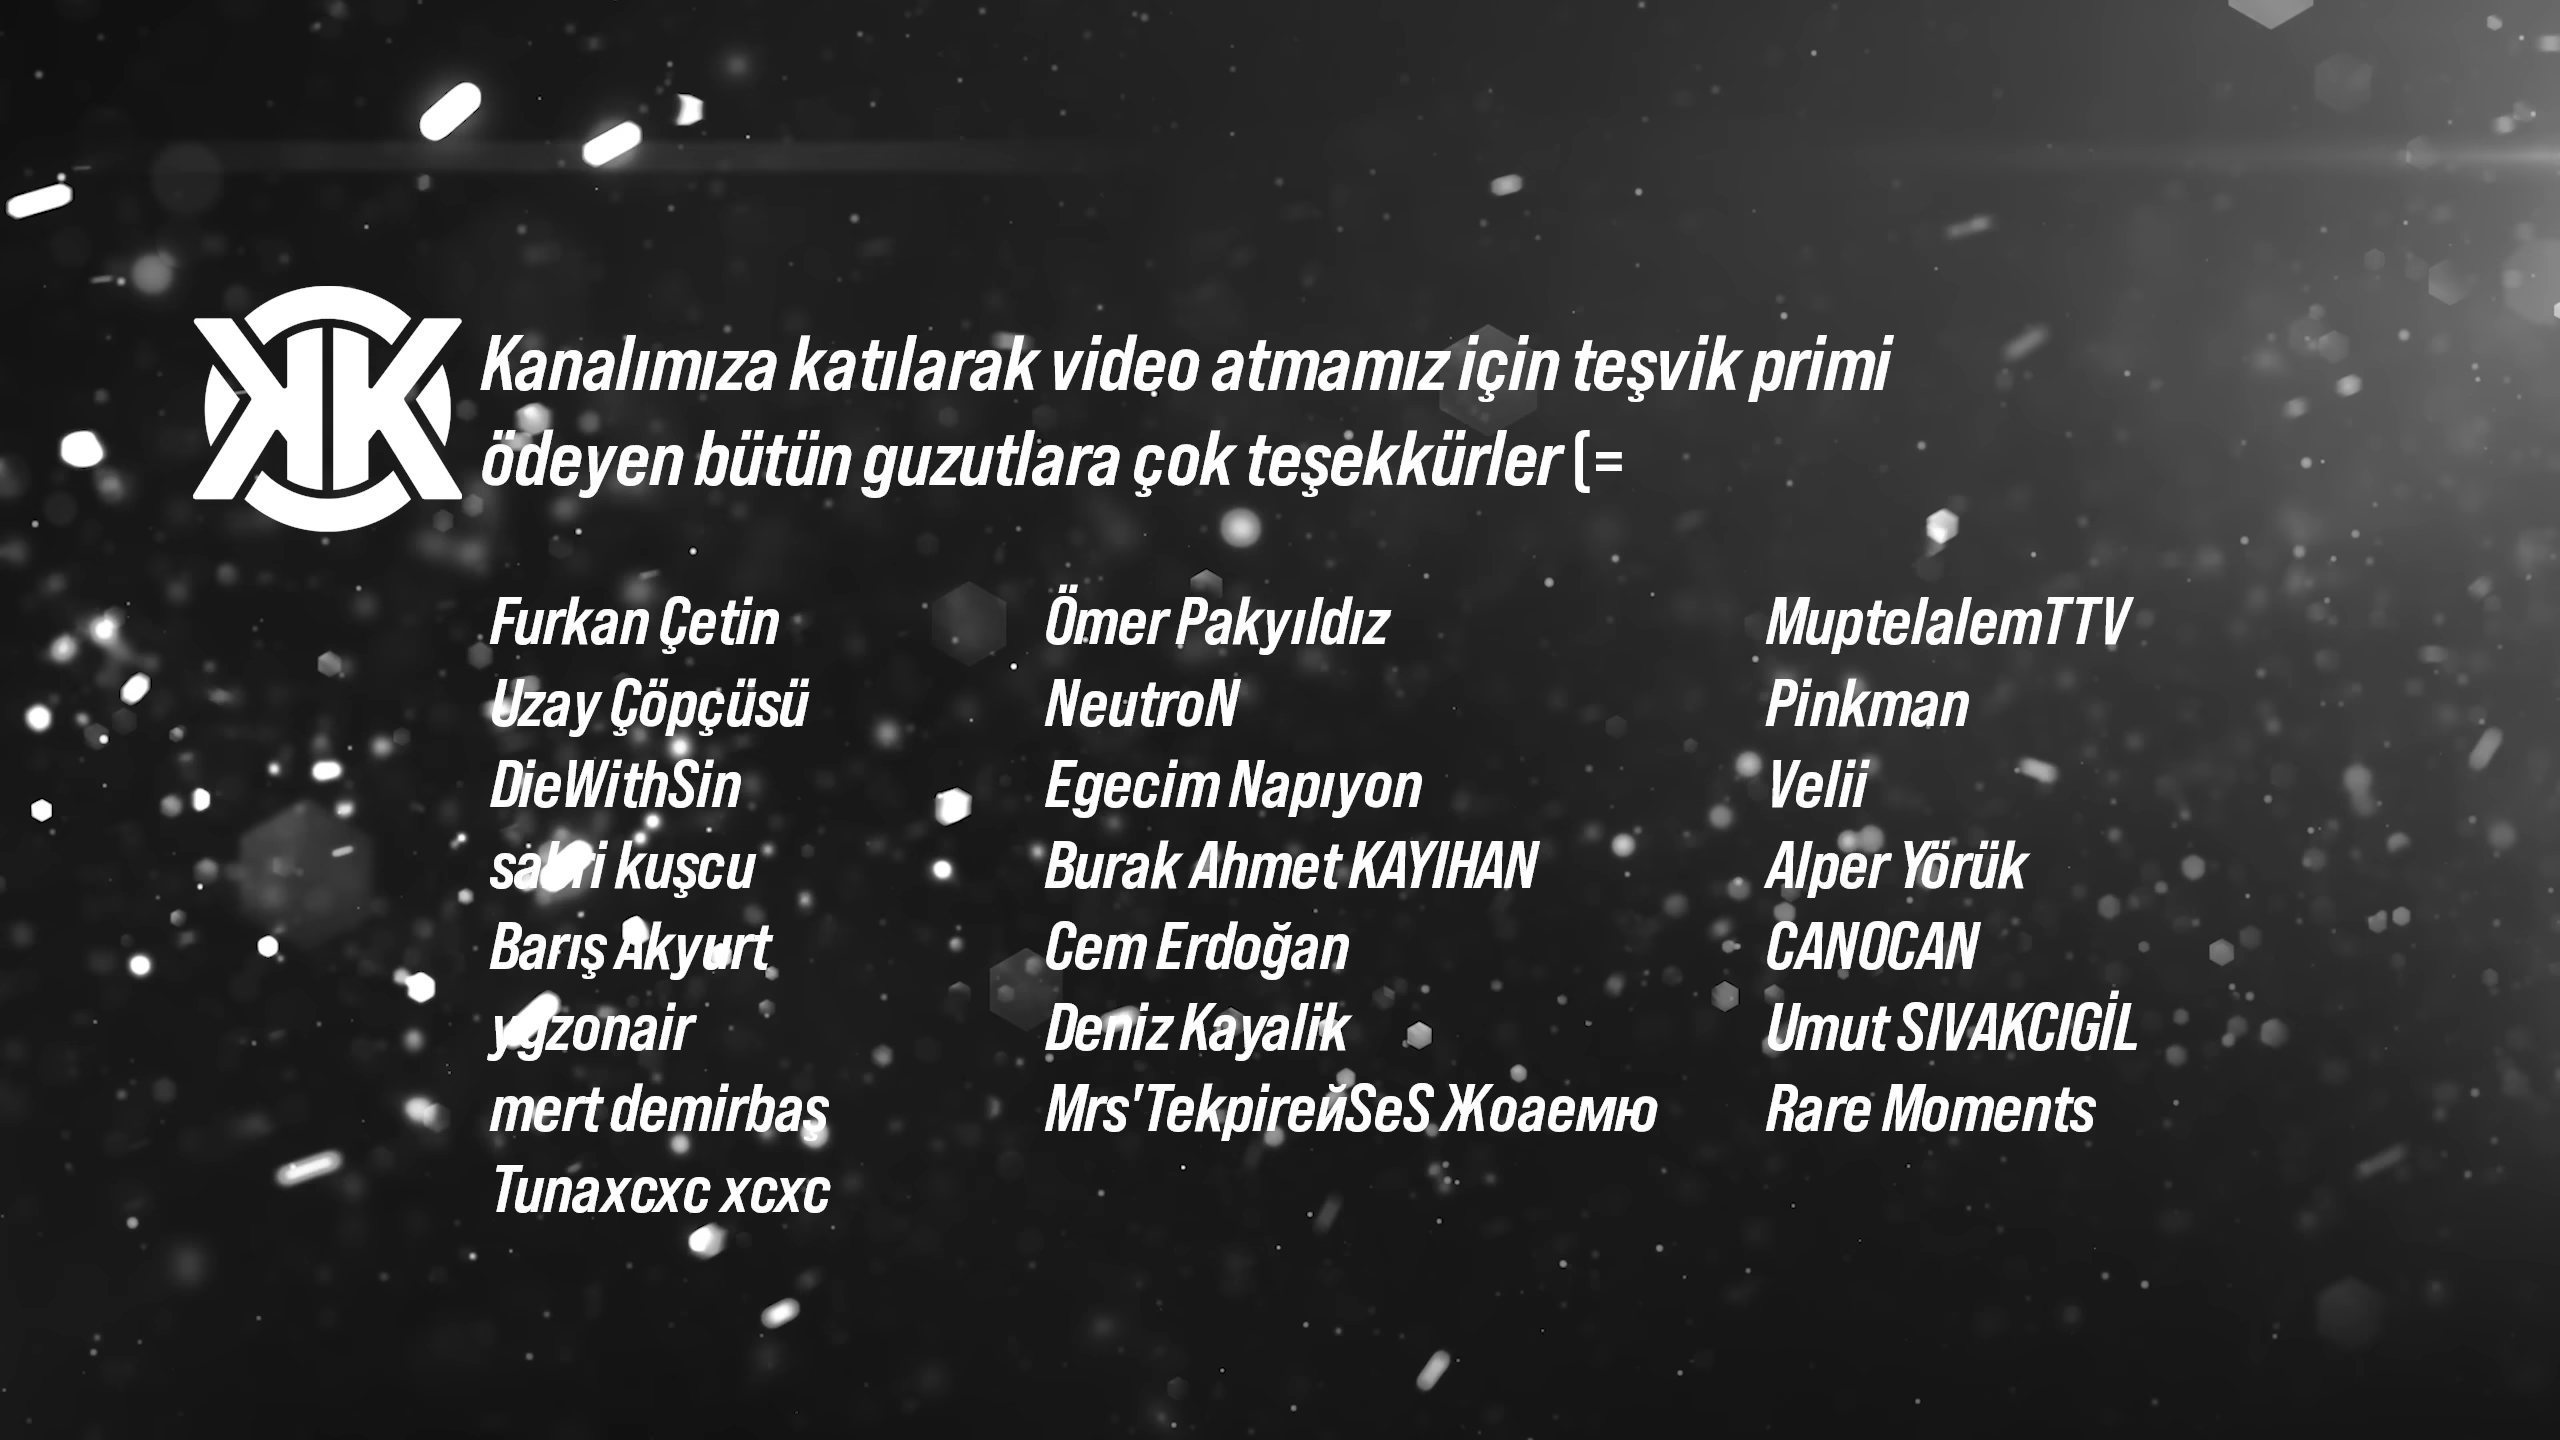 Kanalımıza katılarak video atmamız için teşvik primi
ödeyen bütün guzutlara çok teşekkürler (=
Furkan Çetin
Uzay Çöpçüsü
DieWithSin
sabri kuşcu
Barış Akyurt
ygzonair
mert demirbaş
Tunaxcxc xcxc
Ömer Pakyıldız
NeutroN
Egecim Napıyon
Burak Ahmet KAYIHAN
Cem Erdoğan
Deniz Kayalik
Mrs'TekpireйSeS Жоаемю
MuptelalemTTV
Pinkman
Velii
Alper Yörük
CANOCAN
Umut SIVAKCIGİL
Rare Moments